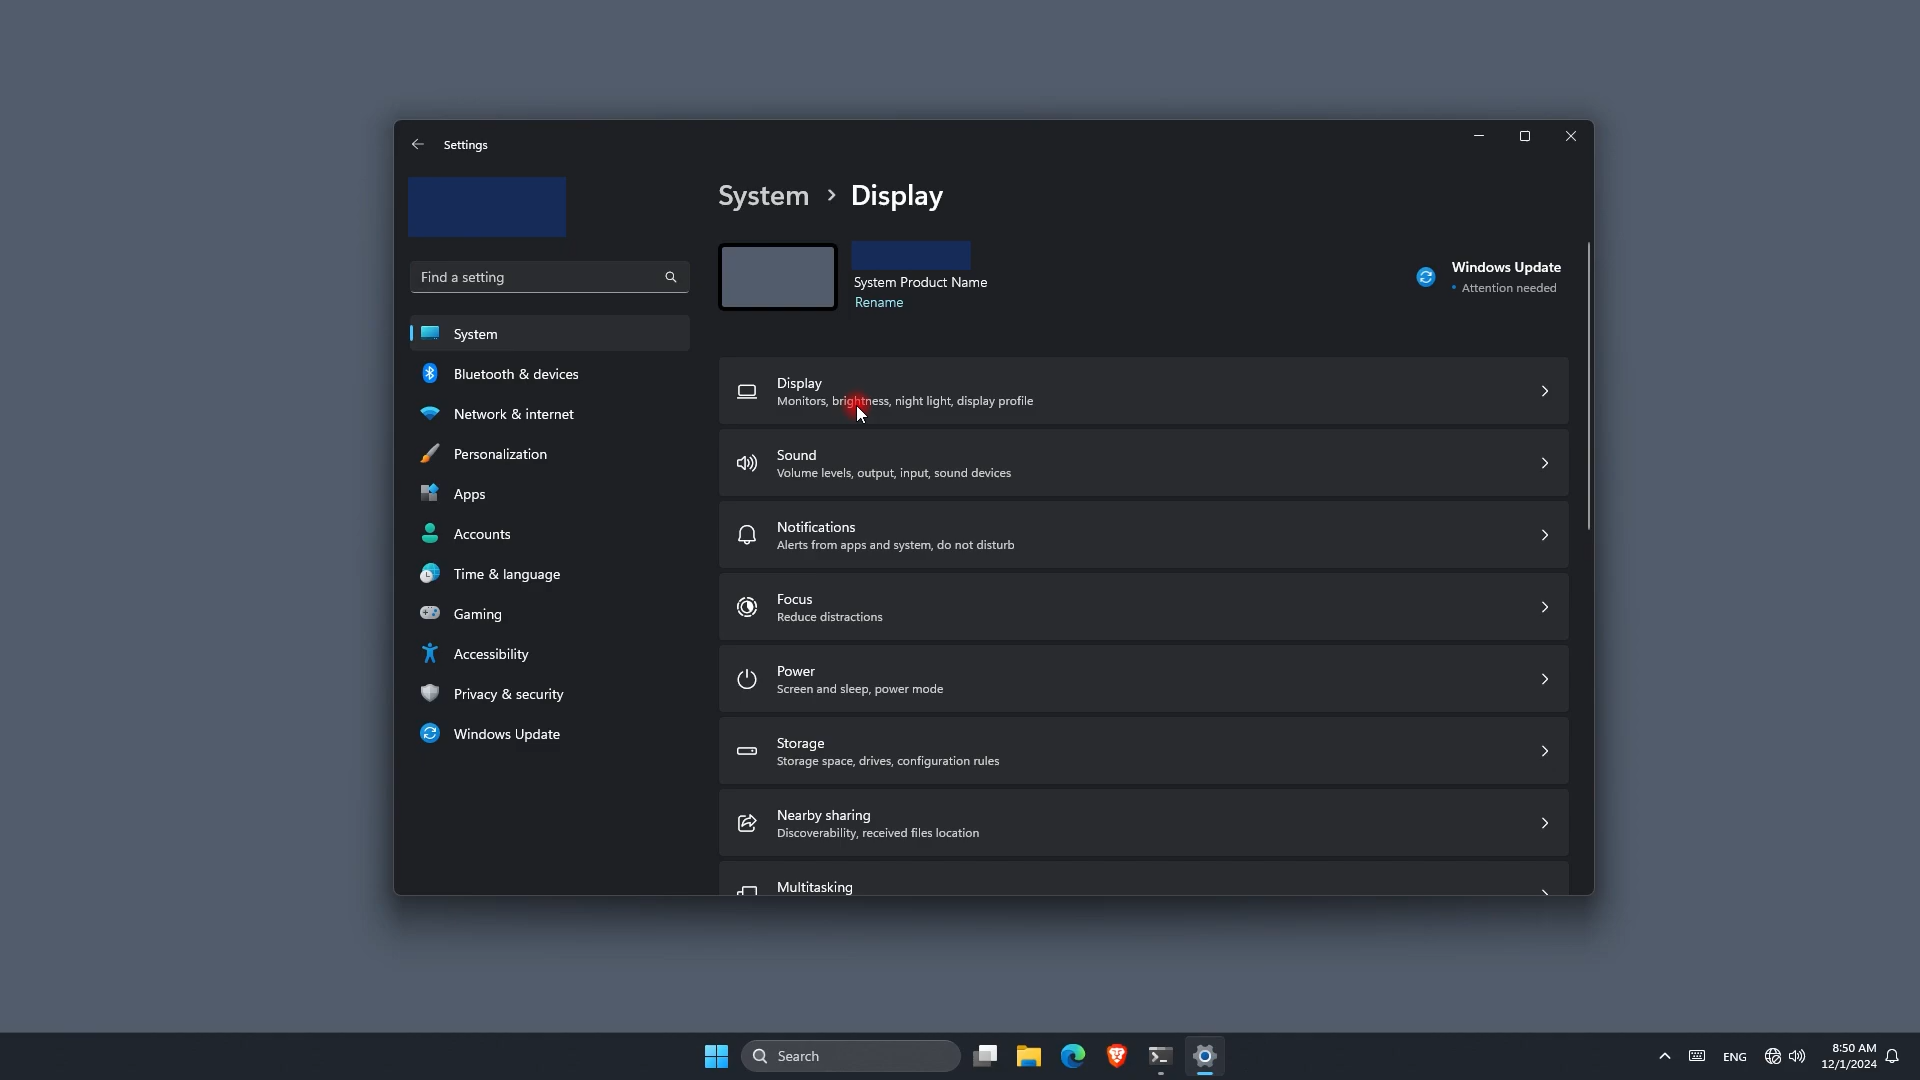 Settings
System > Display
System Product Name
Rename
Windows Update
• Attention needed
Find a setting
System
Bluetooth & devices
Network & internet
Personalization
Apps
Accounts
Time & language
Gaming
Accessibility
Privacy & security
Windows Update
Display
Monitors, brightness, night light, display profile
Sound
Volume levels, output, input, sound devices
Notifications
Alerts from apps and system, do not disturb
Focus
Reduce distractions
Power
Screen and sleep, power mode
Storage
Storage space, drives, configuration rules
Nearby sharing
Discoverability, received files location
Multitasking
Search
ENG
8:50 AM
12/1/2024